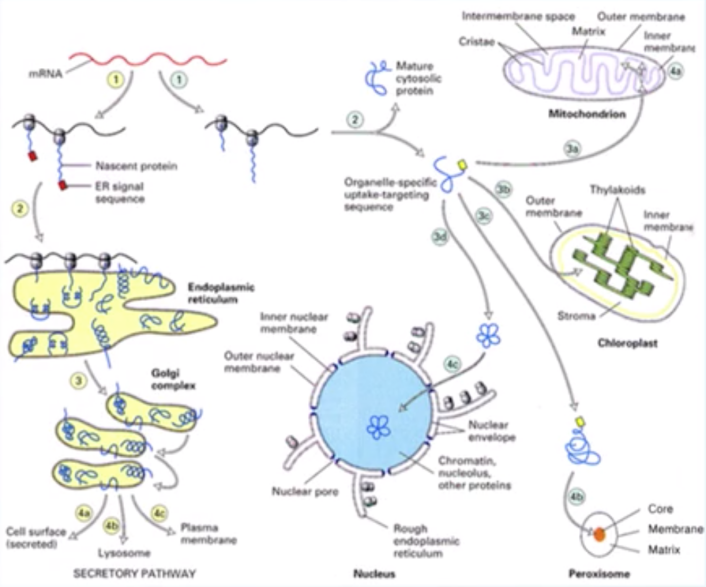 Intermembrane space
Outer membrane
Matrix
Inner
membrane
Cristae
4a
Mitochondrion
mRNA
1
1
Mature
cytosolic
protein
2
3a
Nascent protein
ER signal
sequence
Organelle-specific
uptake-targeting
sequence
3b
3c
3d
Outer
membrane
Thylakoids
Inner
membrane
Stroma
Chloroplast
2
Endoplasmic
reticulum
3
Golgi
complex
Inner nuclear
membrane
Outer nuclear
membrane
4c
Nuclear
envelope
Chromatin,
nucleolus,
other proteins
Nuclear pore
Rough
endoplasmic
reticulum
Nucleus
4a
4b
4c
Cell surface
(secreted)
Lysosome
Plasma
membrane
SECRETORY PATHWAY
4b
Core
Membrane
Matrix
Peroxisome